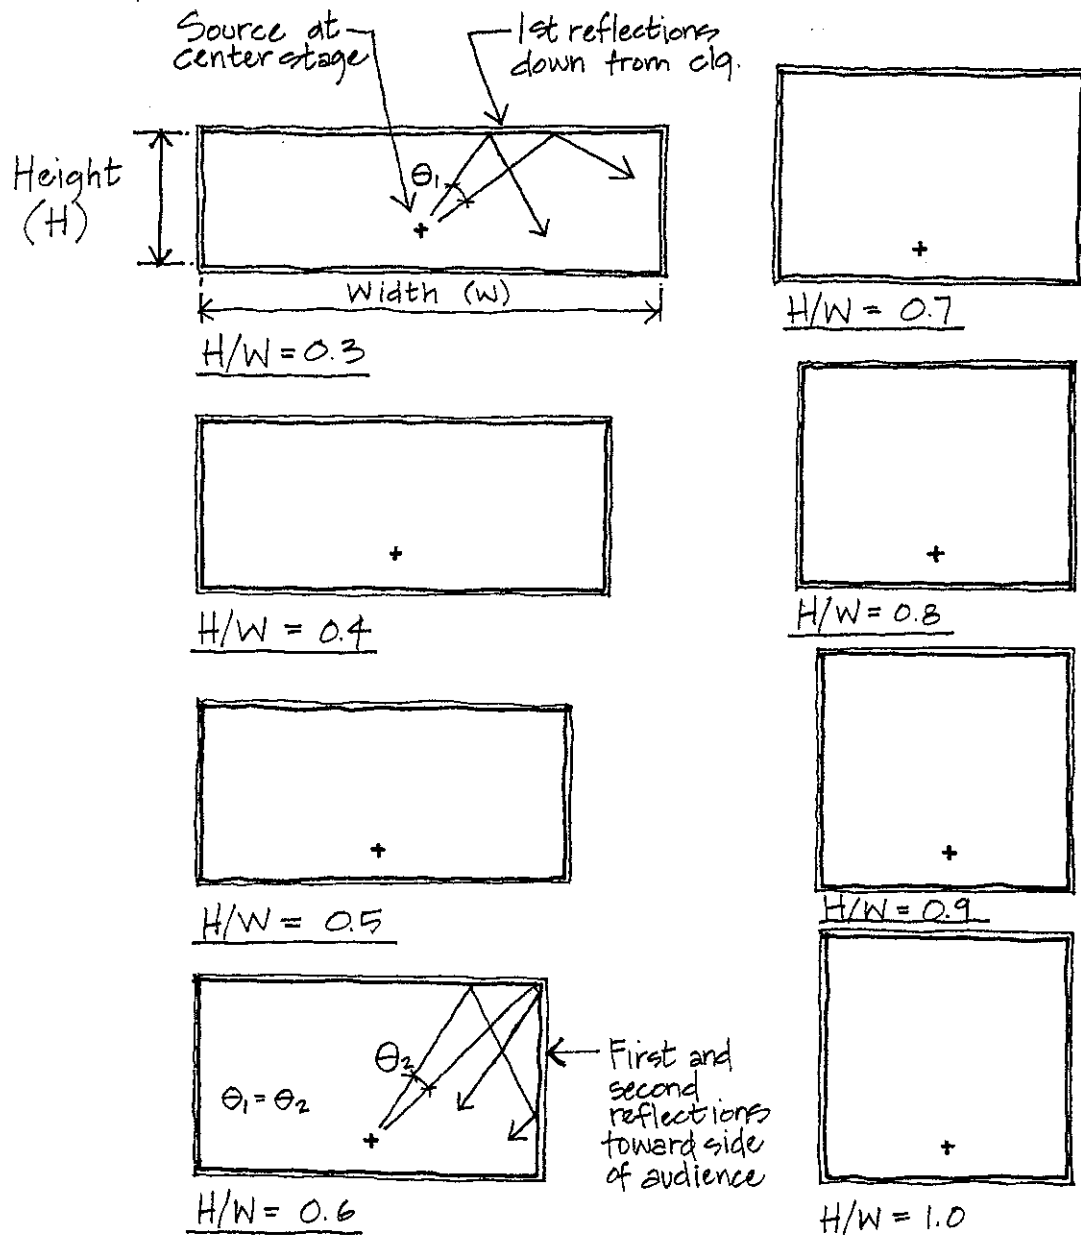 Source at
center stage
1st reflections
down from clg.
Height
(H)
θ1
Width (W)
H/W = 0.3
H/W = 0.7
H/W = 0.4
H/W = 0.8
H/W = 0.5
H/W = 0.9
θ2
θ1 = θ2
First and
second
reflections
toward side
of audience
H/W = 0.6
H/W = 1.0